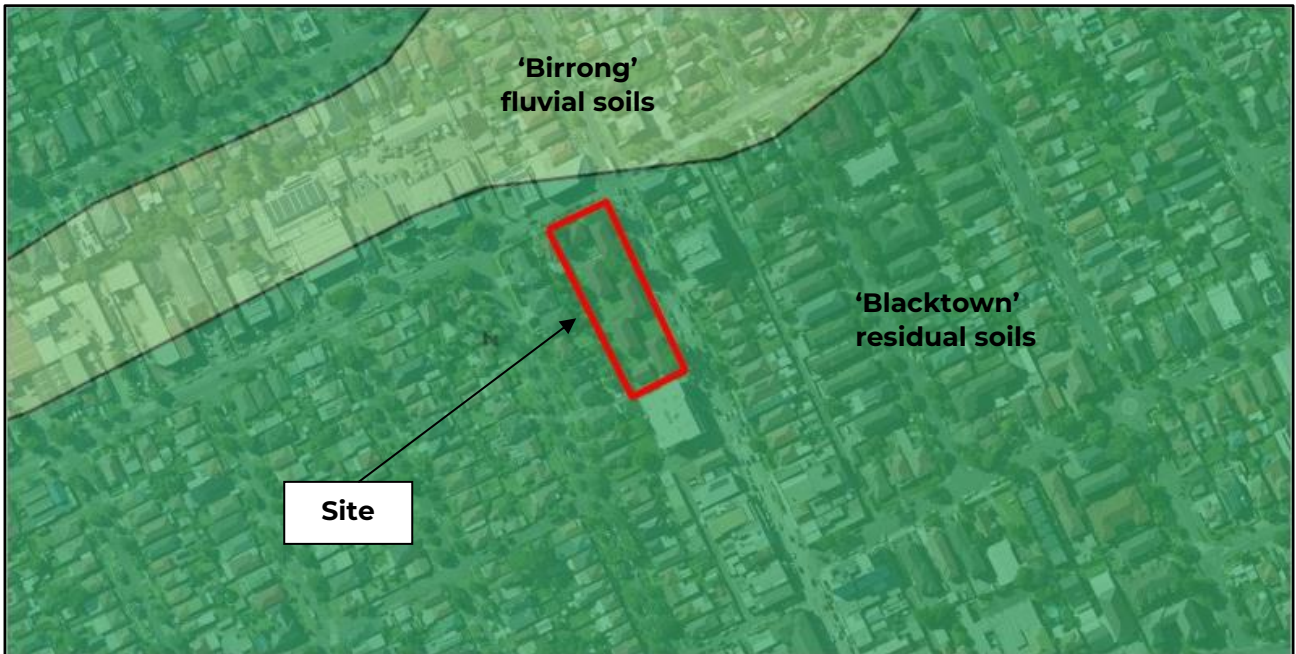 ‘Birrong’
fluvial soils
‘Blacktown’
residual soils
Site